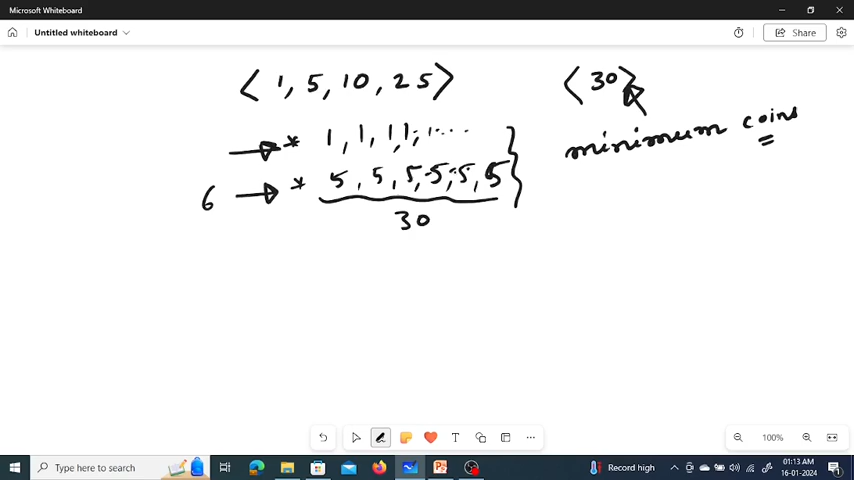 Microsoft Whiteboard
Untitled whiteboard
Share
< 1, 5, 10, 25 > <30>
* 1, 1, 1, 1, ....
minimum coins
6 * 5, 5, 5, 5, 5, 5
30
T
100%
Type here to search
Record high
01:13 AM
16-01-2024